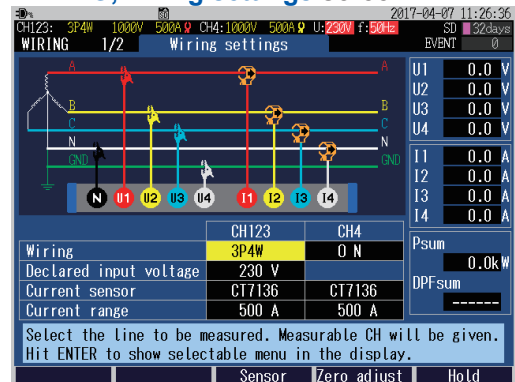 2017-04-07 11:26:36
CH123: 3P4W 1000V 500A CH4:1000V 500A U:230V f:50Hz SD 32days
WIRING 1/2 Wiring settings EVENT 0
A A
B B
C C
N
GND GND
N U1 U2 U3 U4 I1 I2 I3 I4
U1 0.0 V
U2 0.0 V
U3 0.0 V
U4 0.0 V
I1 0.0 A
I2 0.0 A
I3 0.0 A
I4 0.0 A
Psum
0.0kW
DPFsum
------
CH123 CH4
Wiring 3P4W ON
Declared input voltage 230 V
Current sensor CT7136 CT7136
Current range 500 A 500 A
Select the line to be measured. Measurable CH will be given.
Hit ENTER to show selectable menu in the display.
Sensor Zero adjust Hold